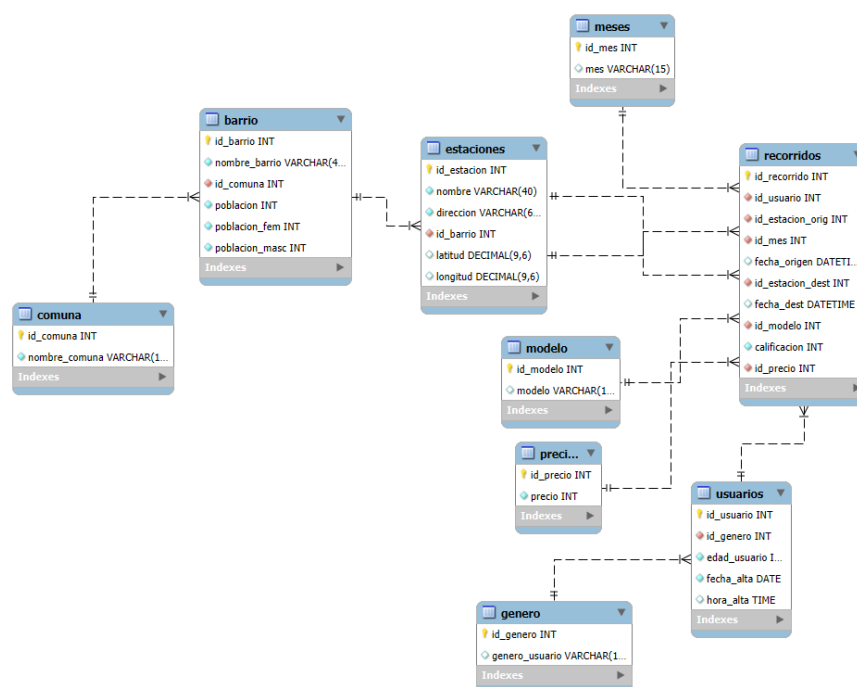 meses
id_mes INT
mes VARCHAR(15)
Indexes
barrio
id_barrio INT
nombre_barrio VARCHAR(4...
id_comuna INT
poblacion INT
poblacion_fem INT
poblacion_masc INT
Indexes
estaciones
id_estacion INT
nombre VARCHAR(40)
direccion VARCHAR(6...
id_barrio INT
latitud DECIMAL(9,6)
longitud DECIMAL(9,6)
Indexes
recorridos
id_recorrido INT
id_usuario INT
id_estacion_orig INT
id_mes INT
fecha_origen DATETI...
id_estacion_dest INT
fecha_dest DATETIME
id_modelo INT
calificacion INT
id_precio INT
Indexes
comuna
id_comuna INT
nombre_comuna VARCHAR(1...
Indexes
modelo
id_modelo INT
modelo VARCHAR(1...
Indexes
preci...
id_precio INT
precio INT
Indexes
usuarios
id_usuario INT
id_genero INT
edad_usuario I...
fecha_alta DATE
hora_alta TIME
Indexes
genero
id_genero INT
genero_usuario VARCHAR(1...
Indexes